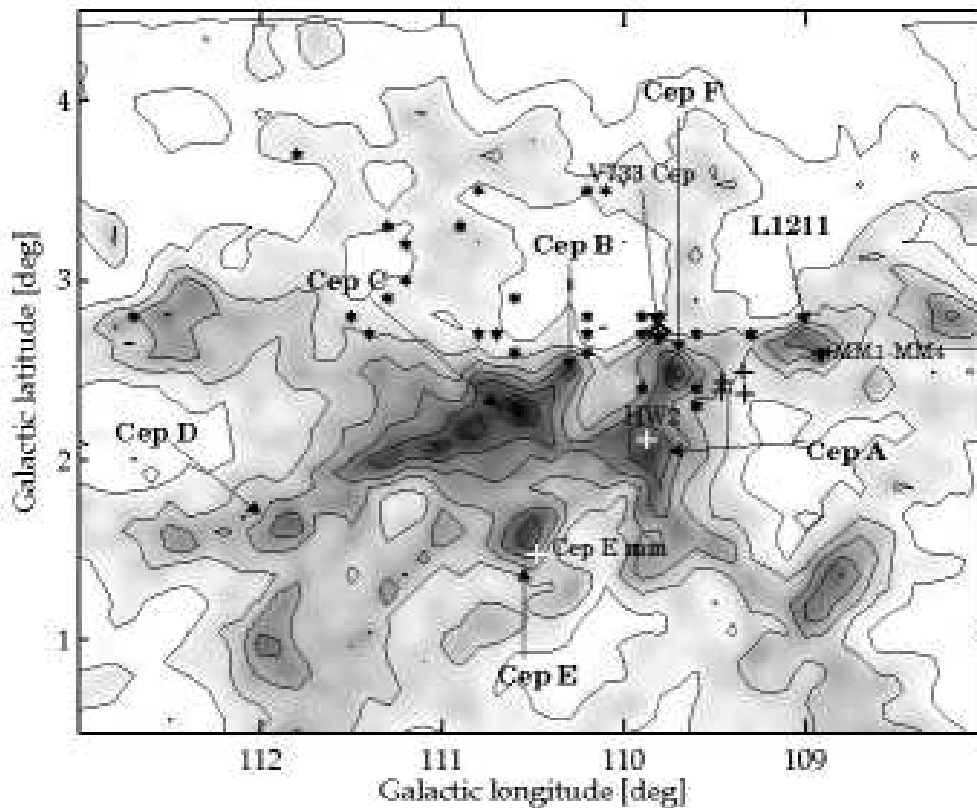 Cep F
4
V733 Cep
L1211
Cep B
3
Cep C
MM1-MM4
HW2
Cep D
Cep A
2
Cep E mm
1
Cep E
112
111
110
109
Galactic longitude [deg]
Galactic latitude [deg]